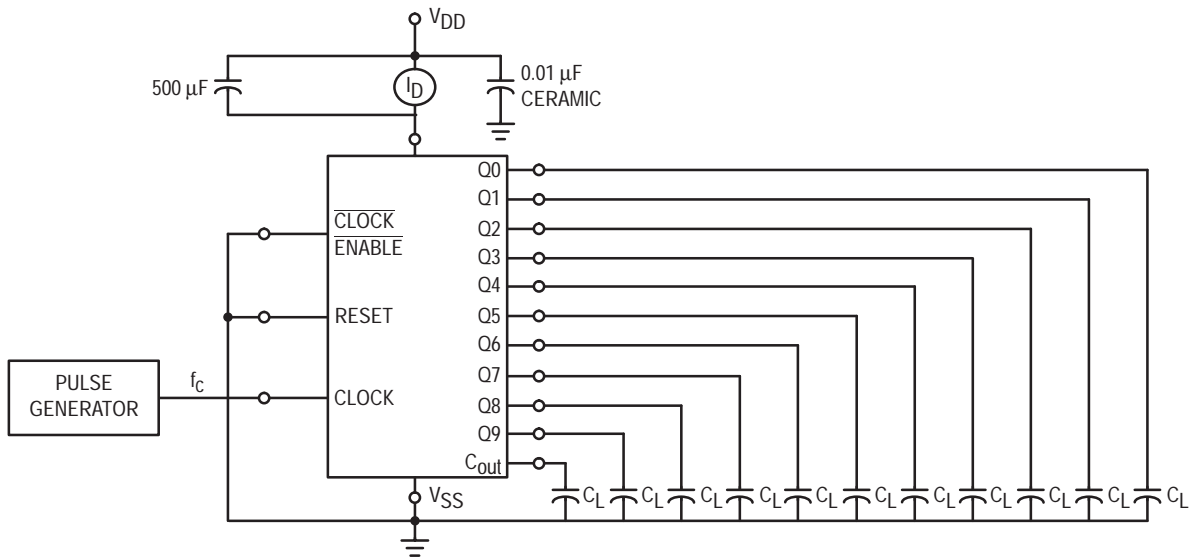 VDD
500 μF
ID
0.01 μF
CERAMIC
Q0
Q1
CLOCK
Q2
ENABLE
Q3
Q4
RESET
Q5
Q6
PULSE
GENERATOR
fc
CLOCK
Q7
Q8
Q9
Cout
VSS
CL
CL
CL
CL
CL
CL
CL
CL
CL
CL
CL